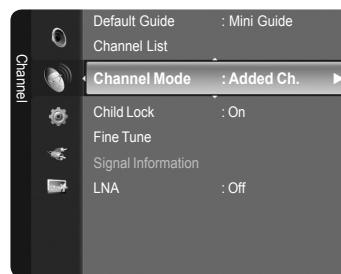 Channel
Default Guide : Mini Guide
Channel List
Channel Mode : Added Ch.
Child Lock : On
Fine Tune
Signal Information
LNA : Off